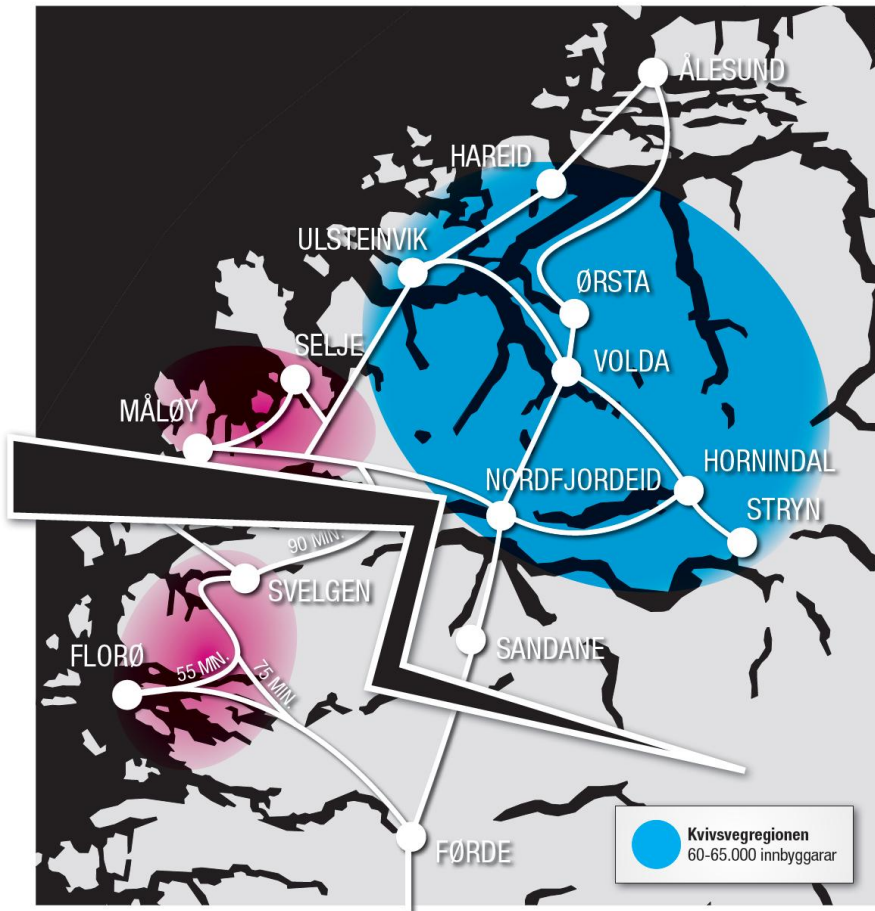 ÅLESUND
HAREID
ULSTEINVIK
ØRSTA
SELJE
VOLDA
MÅLØY
HORNINDAL
NORDFJORDEID
STRYN
90 MIN.
SVELGEN
SANDANE
FLORØ
55 MIN.
75 MIN.
FØRDE
Kvivsvegregionen
60-65.000 innbyggarar